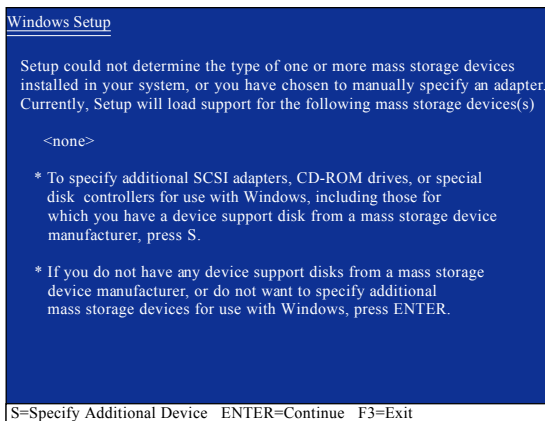 Windows Setup
Setup could not determine the type of one or more mass storage devices
installed in your system, or you have chosen to manually specify an adapter.
Currently, Setup will load support for the following mass storage devices(s)
<none>
* To specify additional SCSI adapters, CD-ROM drives, or special
disk controllers for use with Windows, including those for
which you have a device support disk from a mass storage device
manufacturer, press S.
* If you do not have any device support disks from a mass storage
device manufacturer, or do not want to specify additional
mass storage devices for use with Windows, press ENTER.
S=Specify Additional Device ENTER=Continue F3=Exit